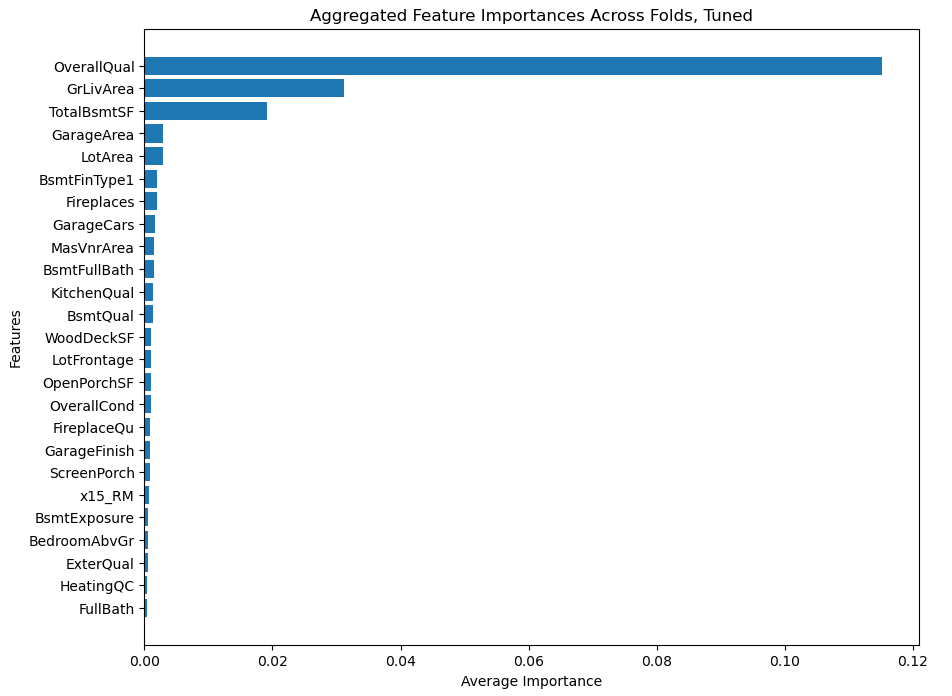 Aggregated Feature Importances Across Folds, Tuned
OverallQual
GrLivArea
TotalBsmtSF
GarageArea
LotArea
BsmtFinType1
Fireplaces
GarageCars
MasVnrArea
BsmtFullBath
KitchenQual
BsmtQual
WoodDeckSF
LotFrontage
OpenPorchSF
OverallCond
FireplaceQu
GarageFinish
ScreenPorch
x15_RM
BsmtExposure
BedroomAbvGr
ExterQual
HeatingQC
FullBath
Features
0.00 0.02 0.04 0.06 0.08 0.10 0.12
Average Importance